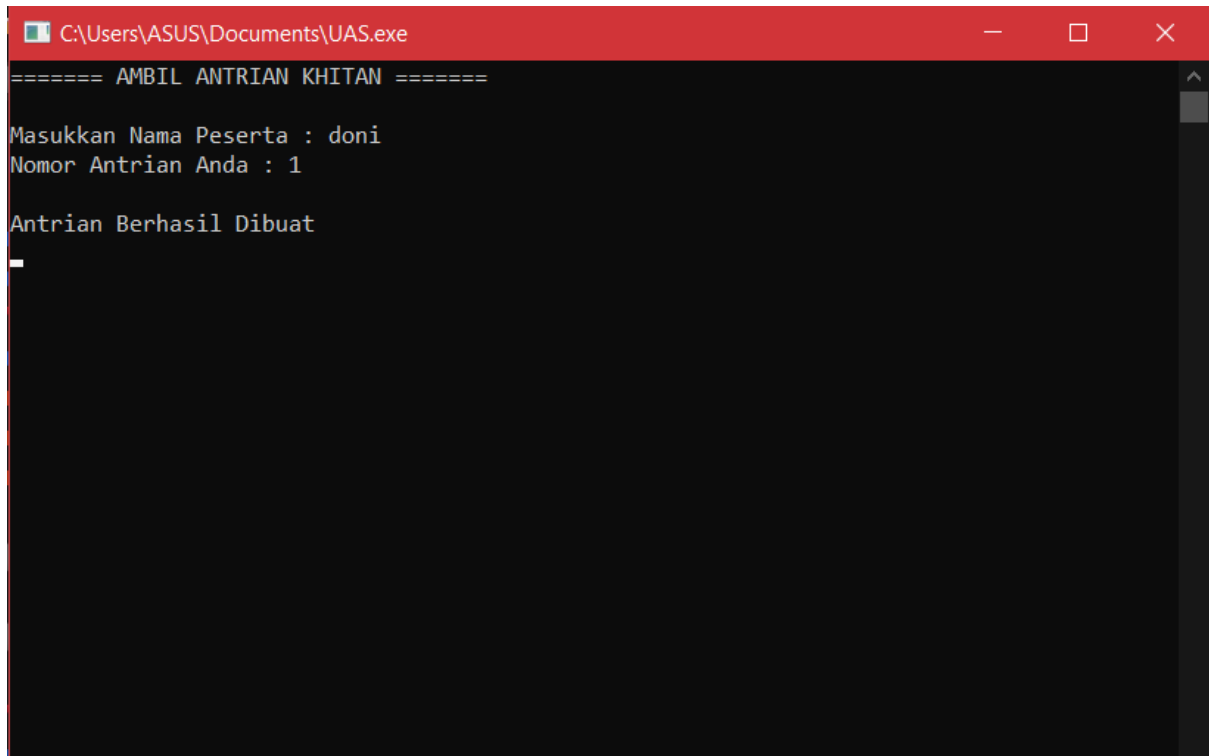 C:\Users\ASUS\Documents\UAS.exe
======= AMBIL ANTRIAN KHITAN =======
Masukkan Nama Peserta : doni
Nomor Antrian Anda : 1
Antrian Berhasil Dibuat